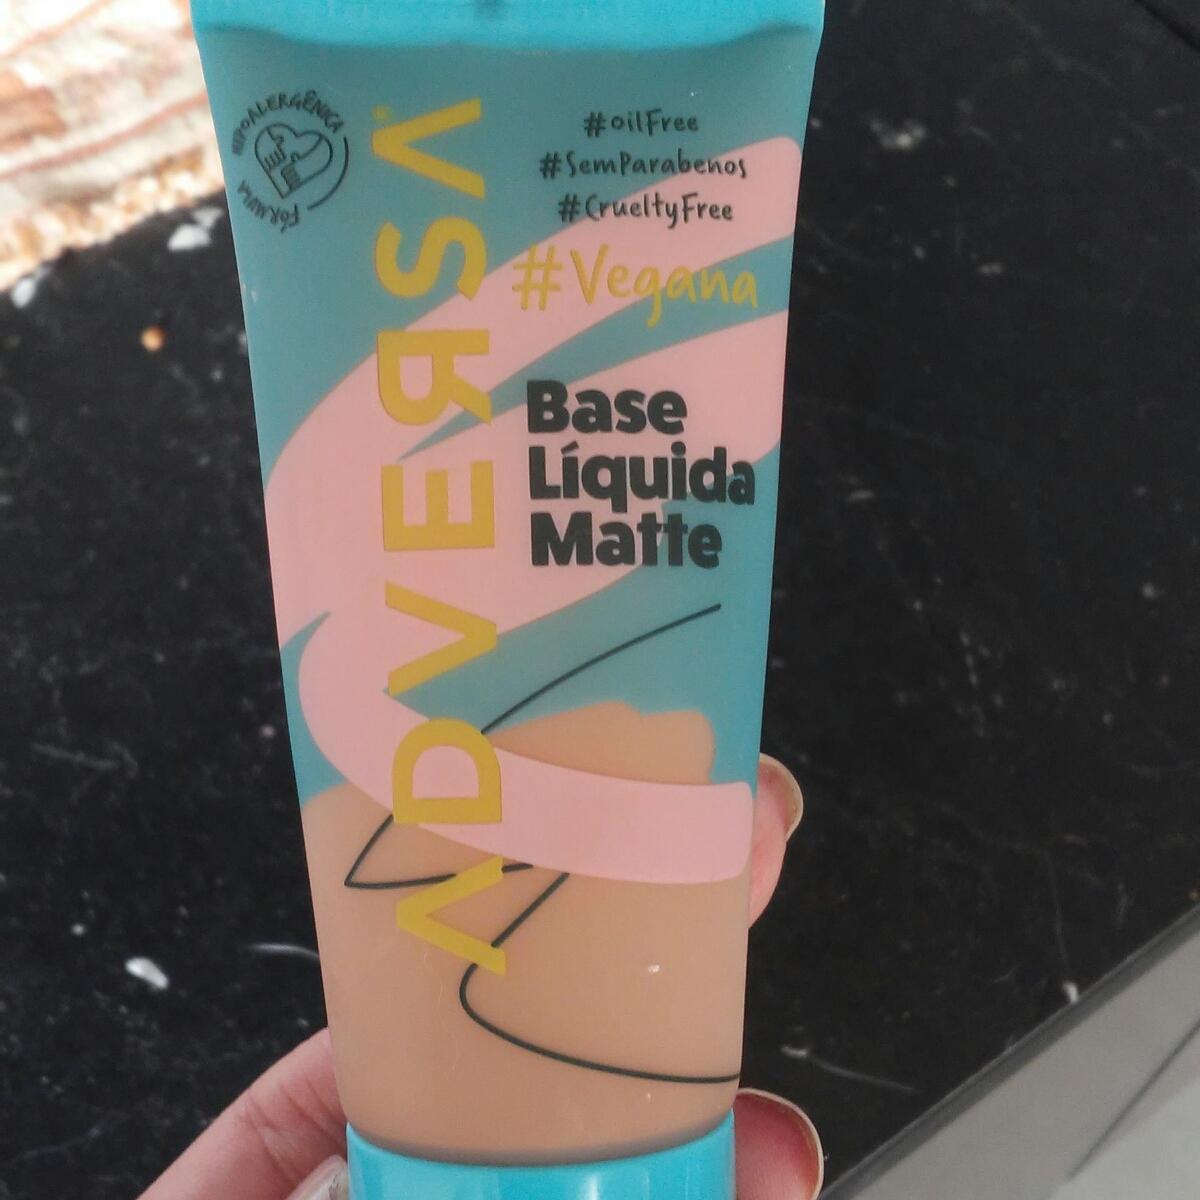 FÓRMULA HIPOALERGÊNICA
ADVERSA®
#oilFree
#SemParabenos
#CrueltyFree
#Vegana
Base
Líquida
Matte